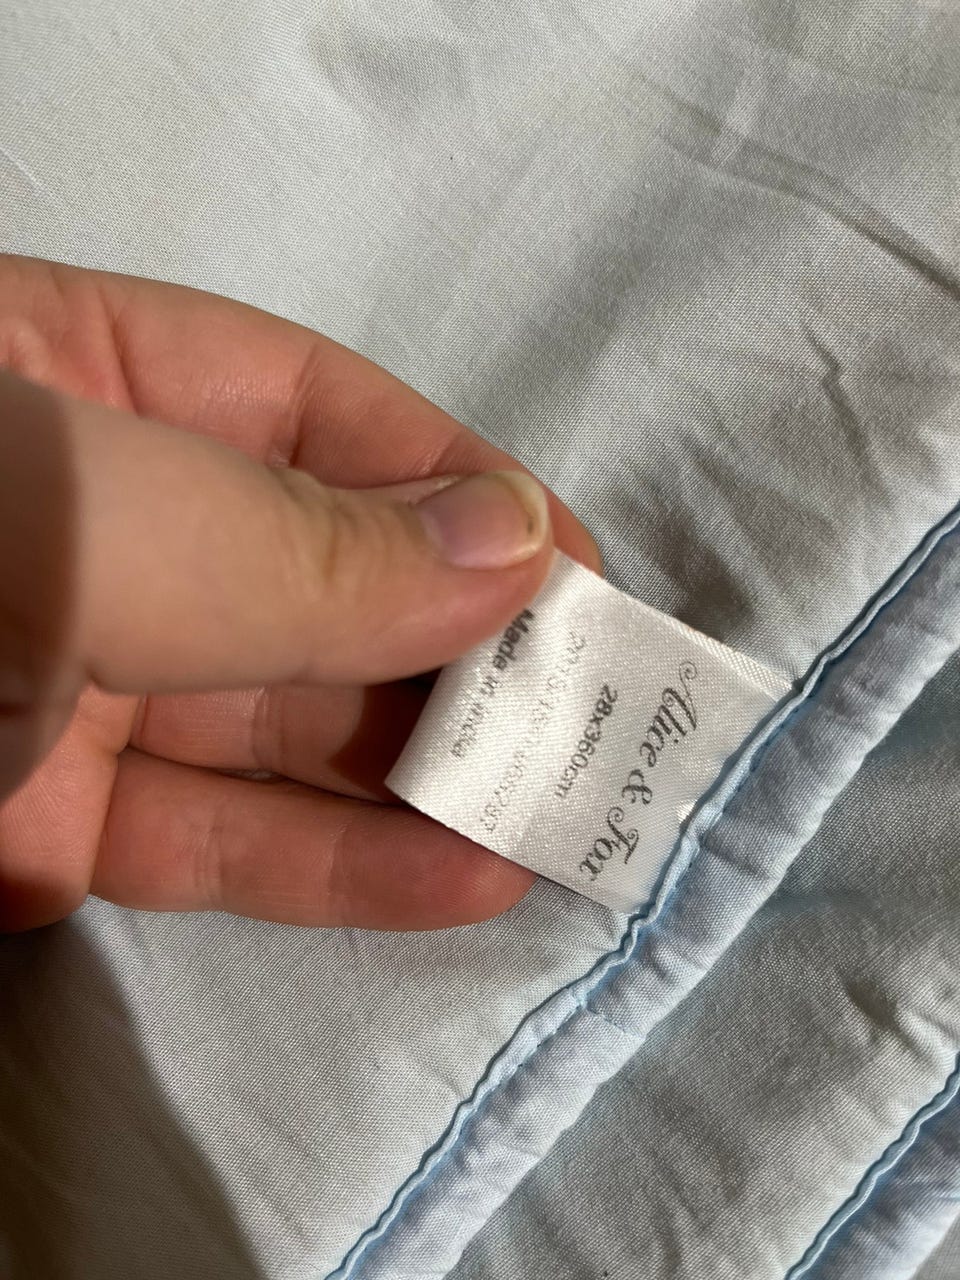 Alice & Fox
28x360cm
Made in India